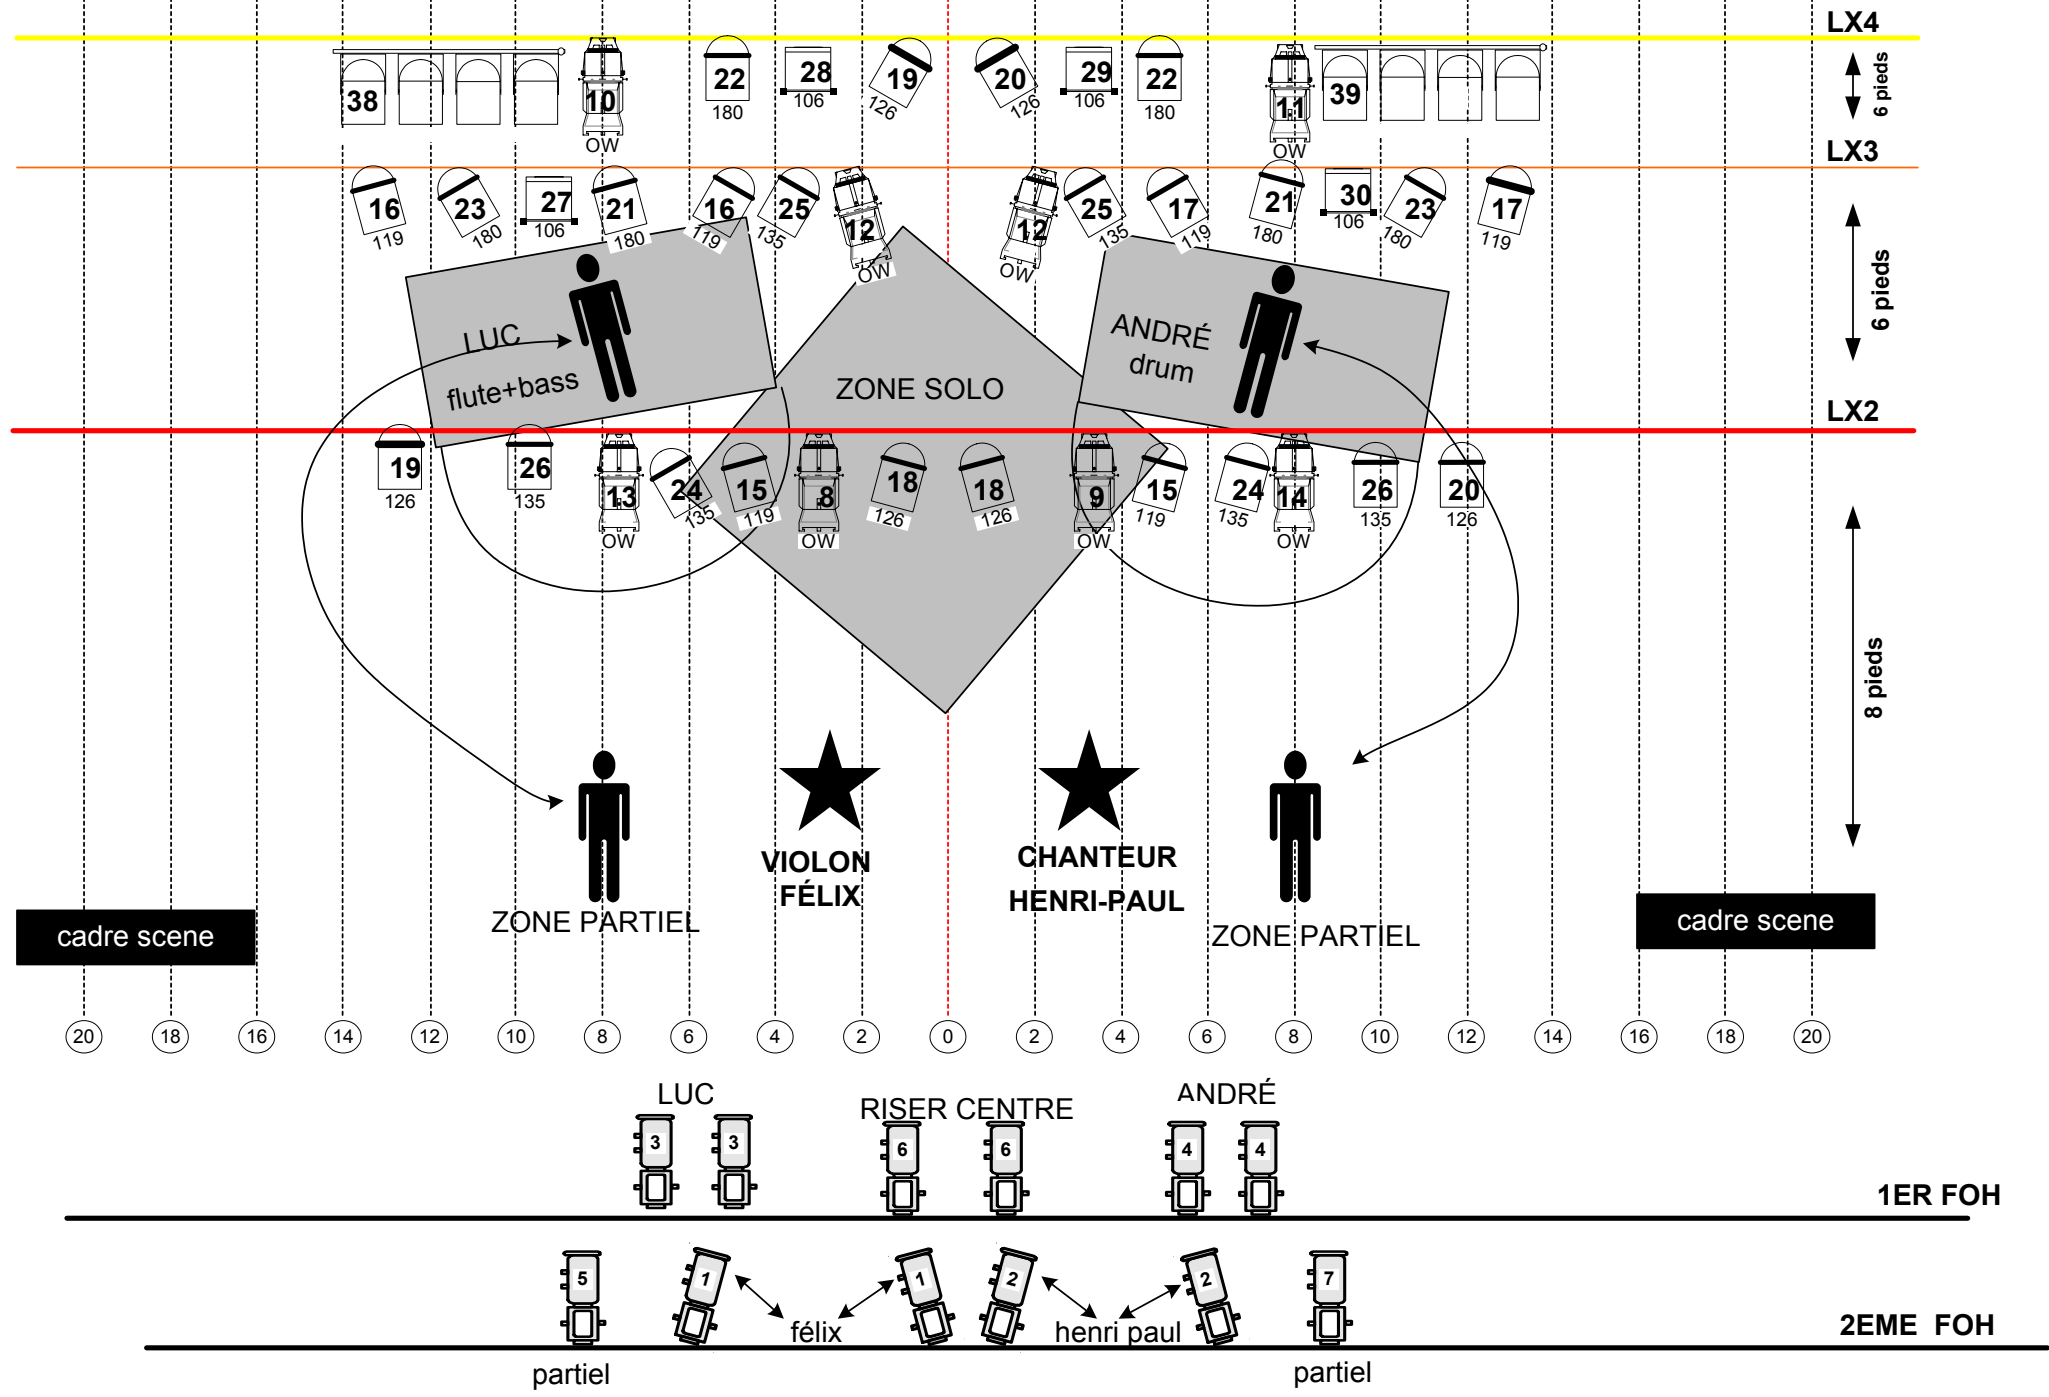 LX4
38 10 22 28 19 20 29 22 11 39
180 106 126 126 106 180
OW OW
6 pieds
LX3
16 23 27 21 16 25 12 12 25 17 21 30 23 17
119 180 106 180 119 135 OW OW 135 119 180 106 180 119
6 pieds
LUC
flute+bass
ZONE SOLO
ANDRÉ
drum
LX2
19 26 13 24 15 8 18 18 9 15 24 14 26 20
126 135 OW 135 119 OW 126 126 OW 119 135 OW 135 126
8 pieds
VIOLON
FÉLIX
CHANTEUR
HENRI-PAUL
ZONE PARTIEL
ZONE PARTIEL
cadre scene
cadre scene
20 18 16 14 12 10 8 6 4 2 0 2 4 6 8 10 12 14 16 18 20
LUC
RISER CENTRE
ANDRÉ
3 3 6 6 4 4
1ER FOH
5 1 1 2 2 7
félix
henri paul
2EME FOH
partiel
partiel